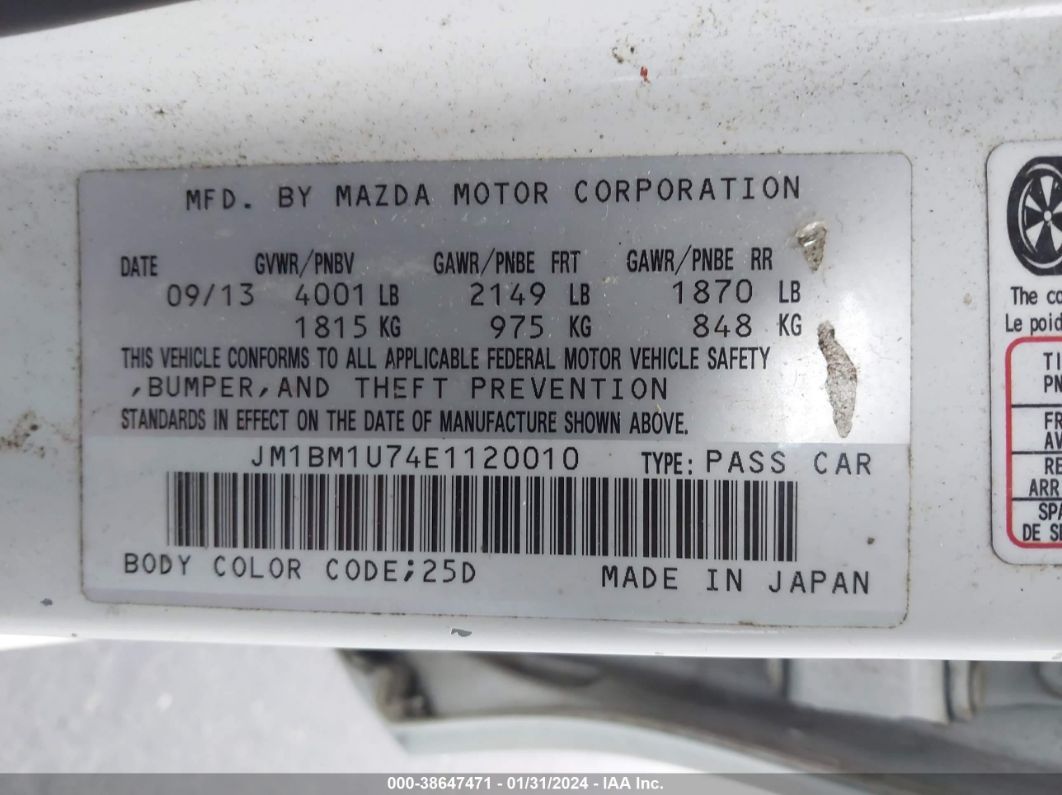 MFD. BY MAZDA MOTOR CORPORATION
DATE GVWR/PNBV GAWR/PNBE FRT GAWR/PNBE RR
09/13 4001 LB 2149 LB 1870 LB
1815 KG 975 KG 848 KG
THIS VEHICLE CONFORMS TO ALL APPLICABLE FEDERAL MOTOR VEHICLE SAFETY
,BUMPER,AND THEFT PREVENTION
STANDARDS IN EFFECT ON THE DATE OF MANUFACTURE SHOWN ABOVE.
JM1BM1U74E1120010 TYPE: PASS CAR
BODY COLOR CODE;25D MADE IN JAPAN
The
Le
DE
000-38647471 - 01/31/2024 - IAA Inc.